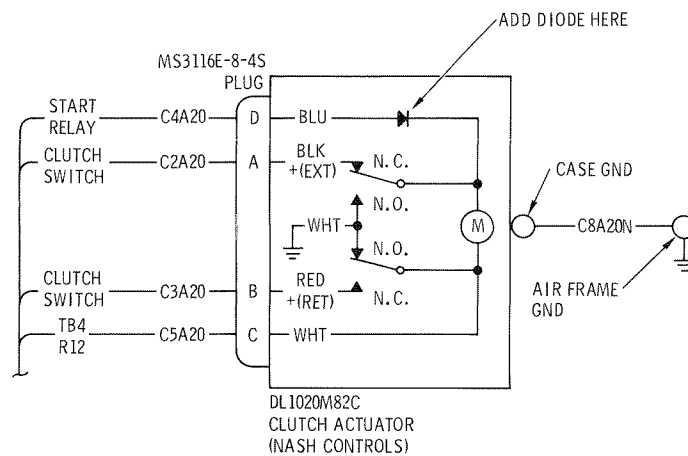 ADD DIODE HERE
MS3116E-8-4S
PLUG
START
RELAY
C4A20
D
BLU
CLUTCH
SWITCH
C2A20
A
BLK
+(EXT)
N.C.
N.O.
WHT
N.O.
M
CASE GND
C8A20N
AIR FRAME
GND
CLUTCH
SWITCH
C3A20
B
RED
+(RET)
N.C.
TB4
R12
C5A20
C
WHT
DL1020M82C
CLUTCH ACTUATOR
(NASH CONTROLS)